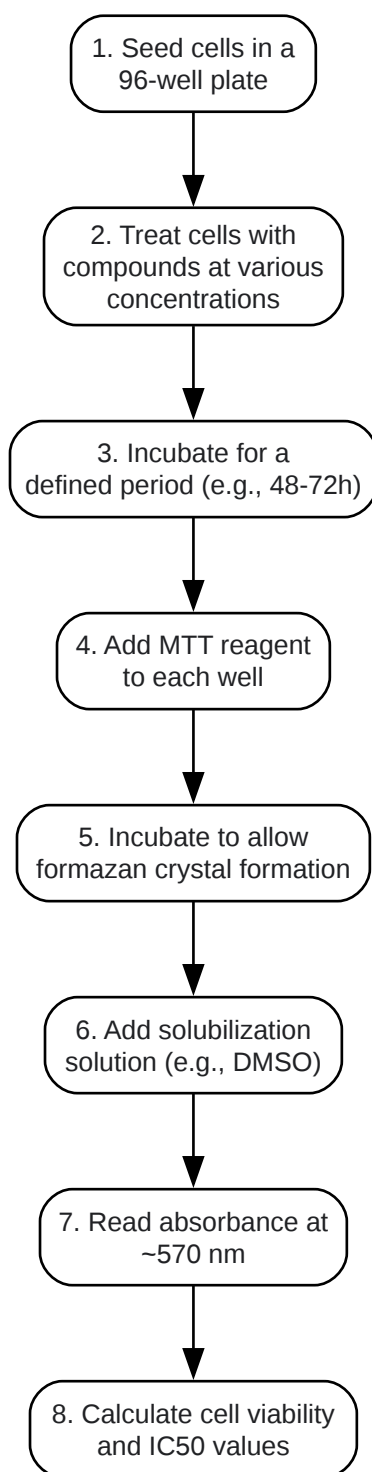 1. Seed cells in a
96-well plate
2. Treat cells with
compounds at various
concentrations
3. Incubate for a
defined period (e.g., 48-72h)
4. Add MTT reagent
to each well
5. Incubate to allow
formazan crystal formation
6. Add solubilization
solution (e.g., DMSO)
7. Read absorbance at
~570 nm
8. Calculate cell viability
and IC50 values